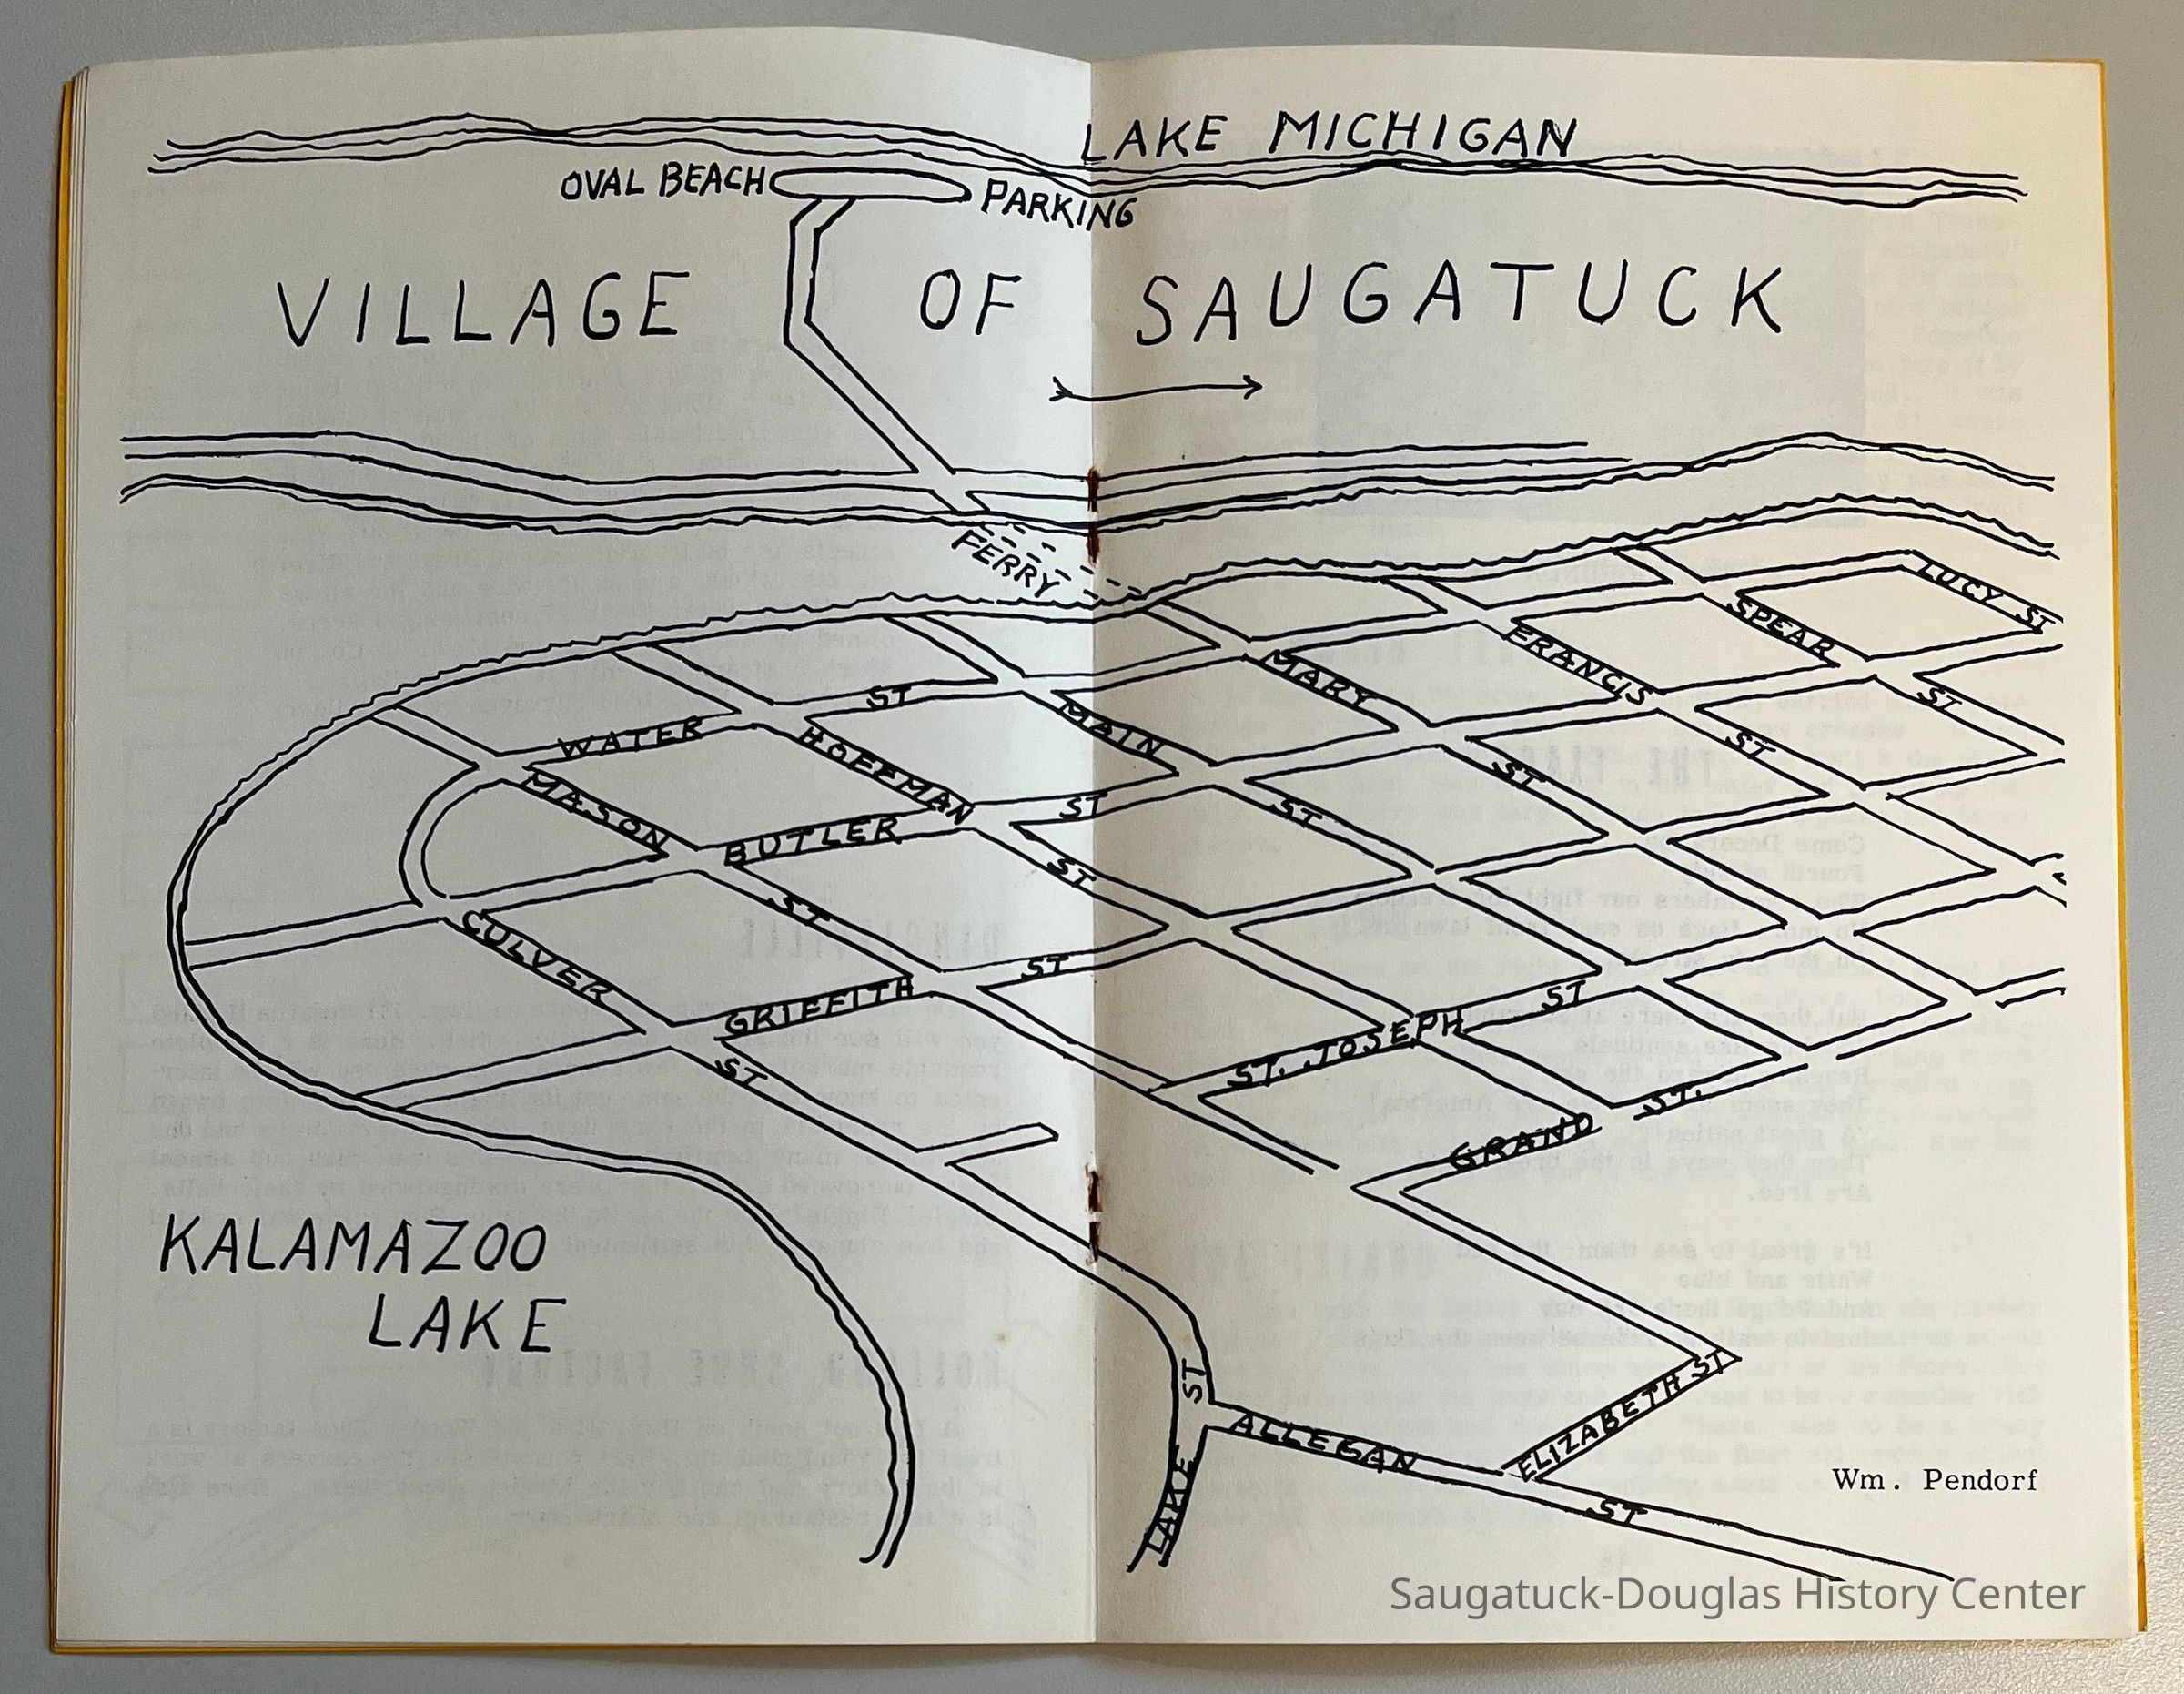 LAKE MICHIGAN
OVAL BEACH
PARKING
VILLAGE OF SAUGATUCK
FERRY
LUCY ST
SPEAR ST
FRANCIS ST
MARY ST
MAIN ST
WATER ST
HOFFMAN ST
MASON ST
BUTLER ST
CULVER ST
GRIFFITH ST
ST. JOSEPH ST
GRAND ST.
KALAMAZOO
LAKE
LAKE ST
ALLEGAN ST
ELIZABETH ST
Wm. Pendorf
Saugatuck-Douglas History Center